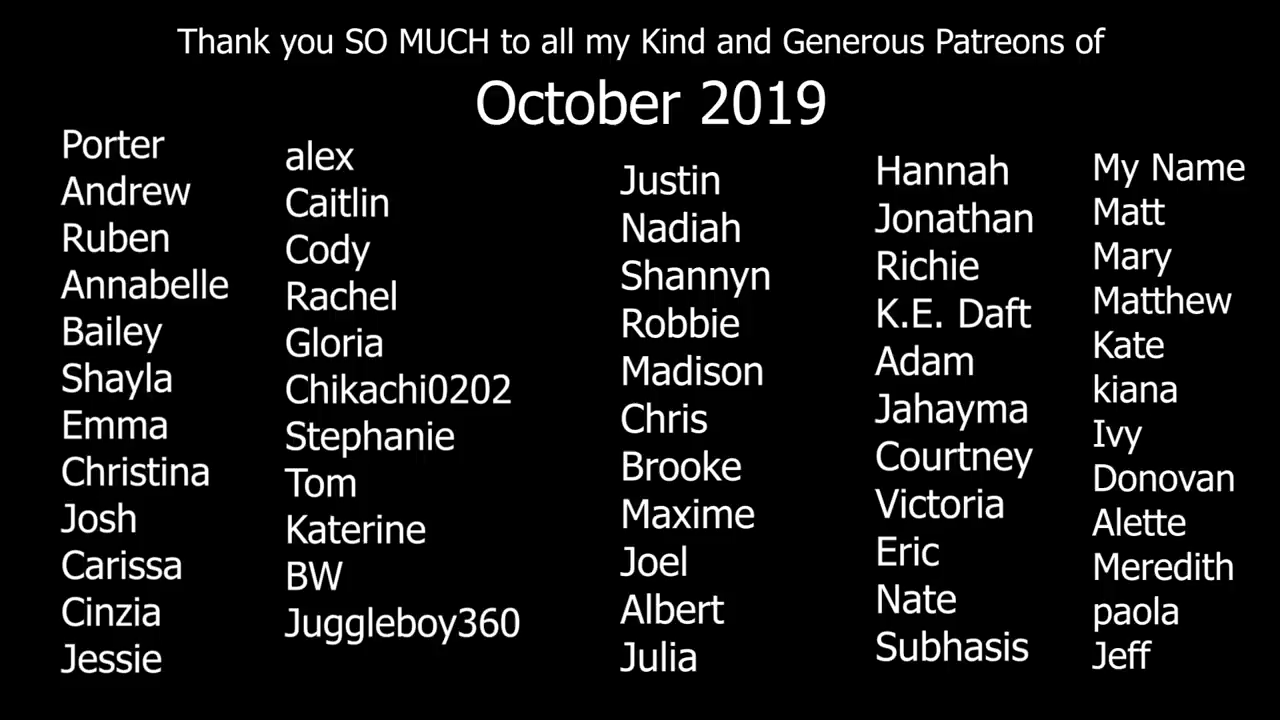 Thank you SO MUCH to all my Kind and Generous Patreons of
October 2019
Porter
Andrew
Ruben
Annabelle
Bailey
Shayla
Emma
Christina
Josh
Carissa
Cinzia
Jessie
alex
Caitlin
Cody
Rachel
Gloria
Chikachi0202
Stephanie
Tom
Katerine
BW
Juggleboy360
Justin
Nadiah
Shannyn
Robbie
Madison
Chris
Brooke
Maxime
Joel
Albert
Julia
Hannah
Jonathan
Richie
K.E. Daft
Adam
Jahayma
Courtney
Victoria
Eric
Nate
Subhasis
My Name
Matt
Mary
Matthew
Kate
kiana
Ivy
Donovan
Alette
Meredith
paola
Jeff